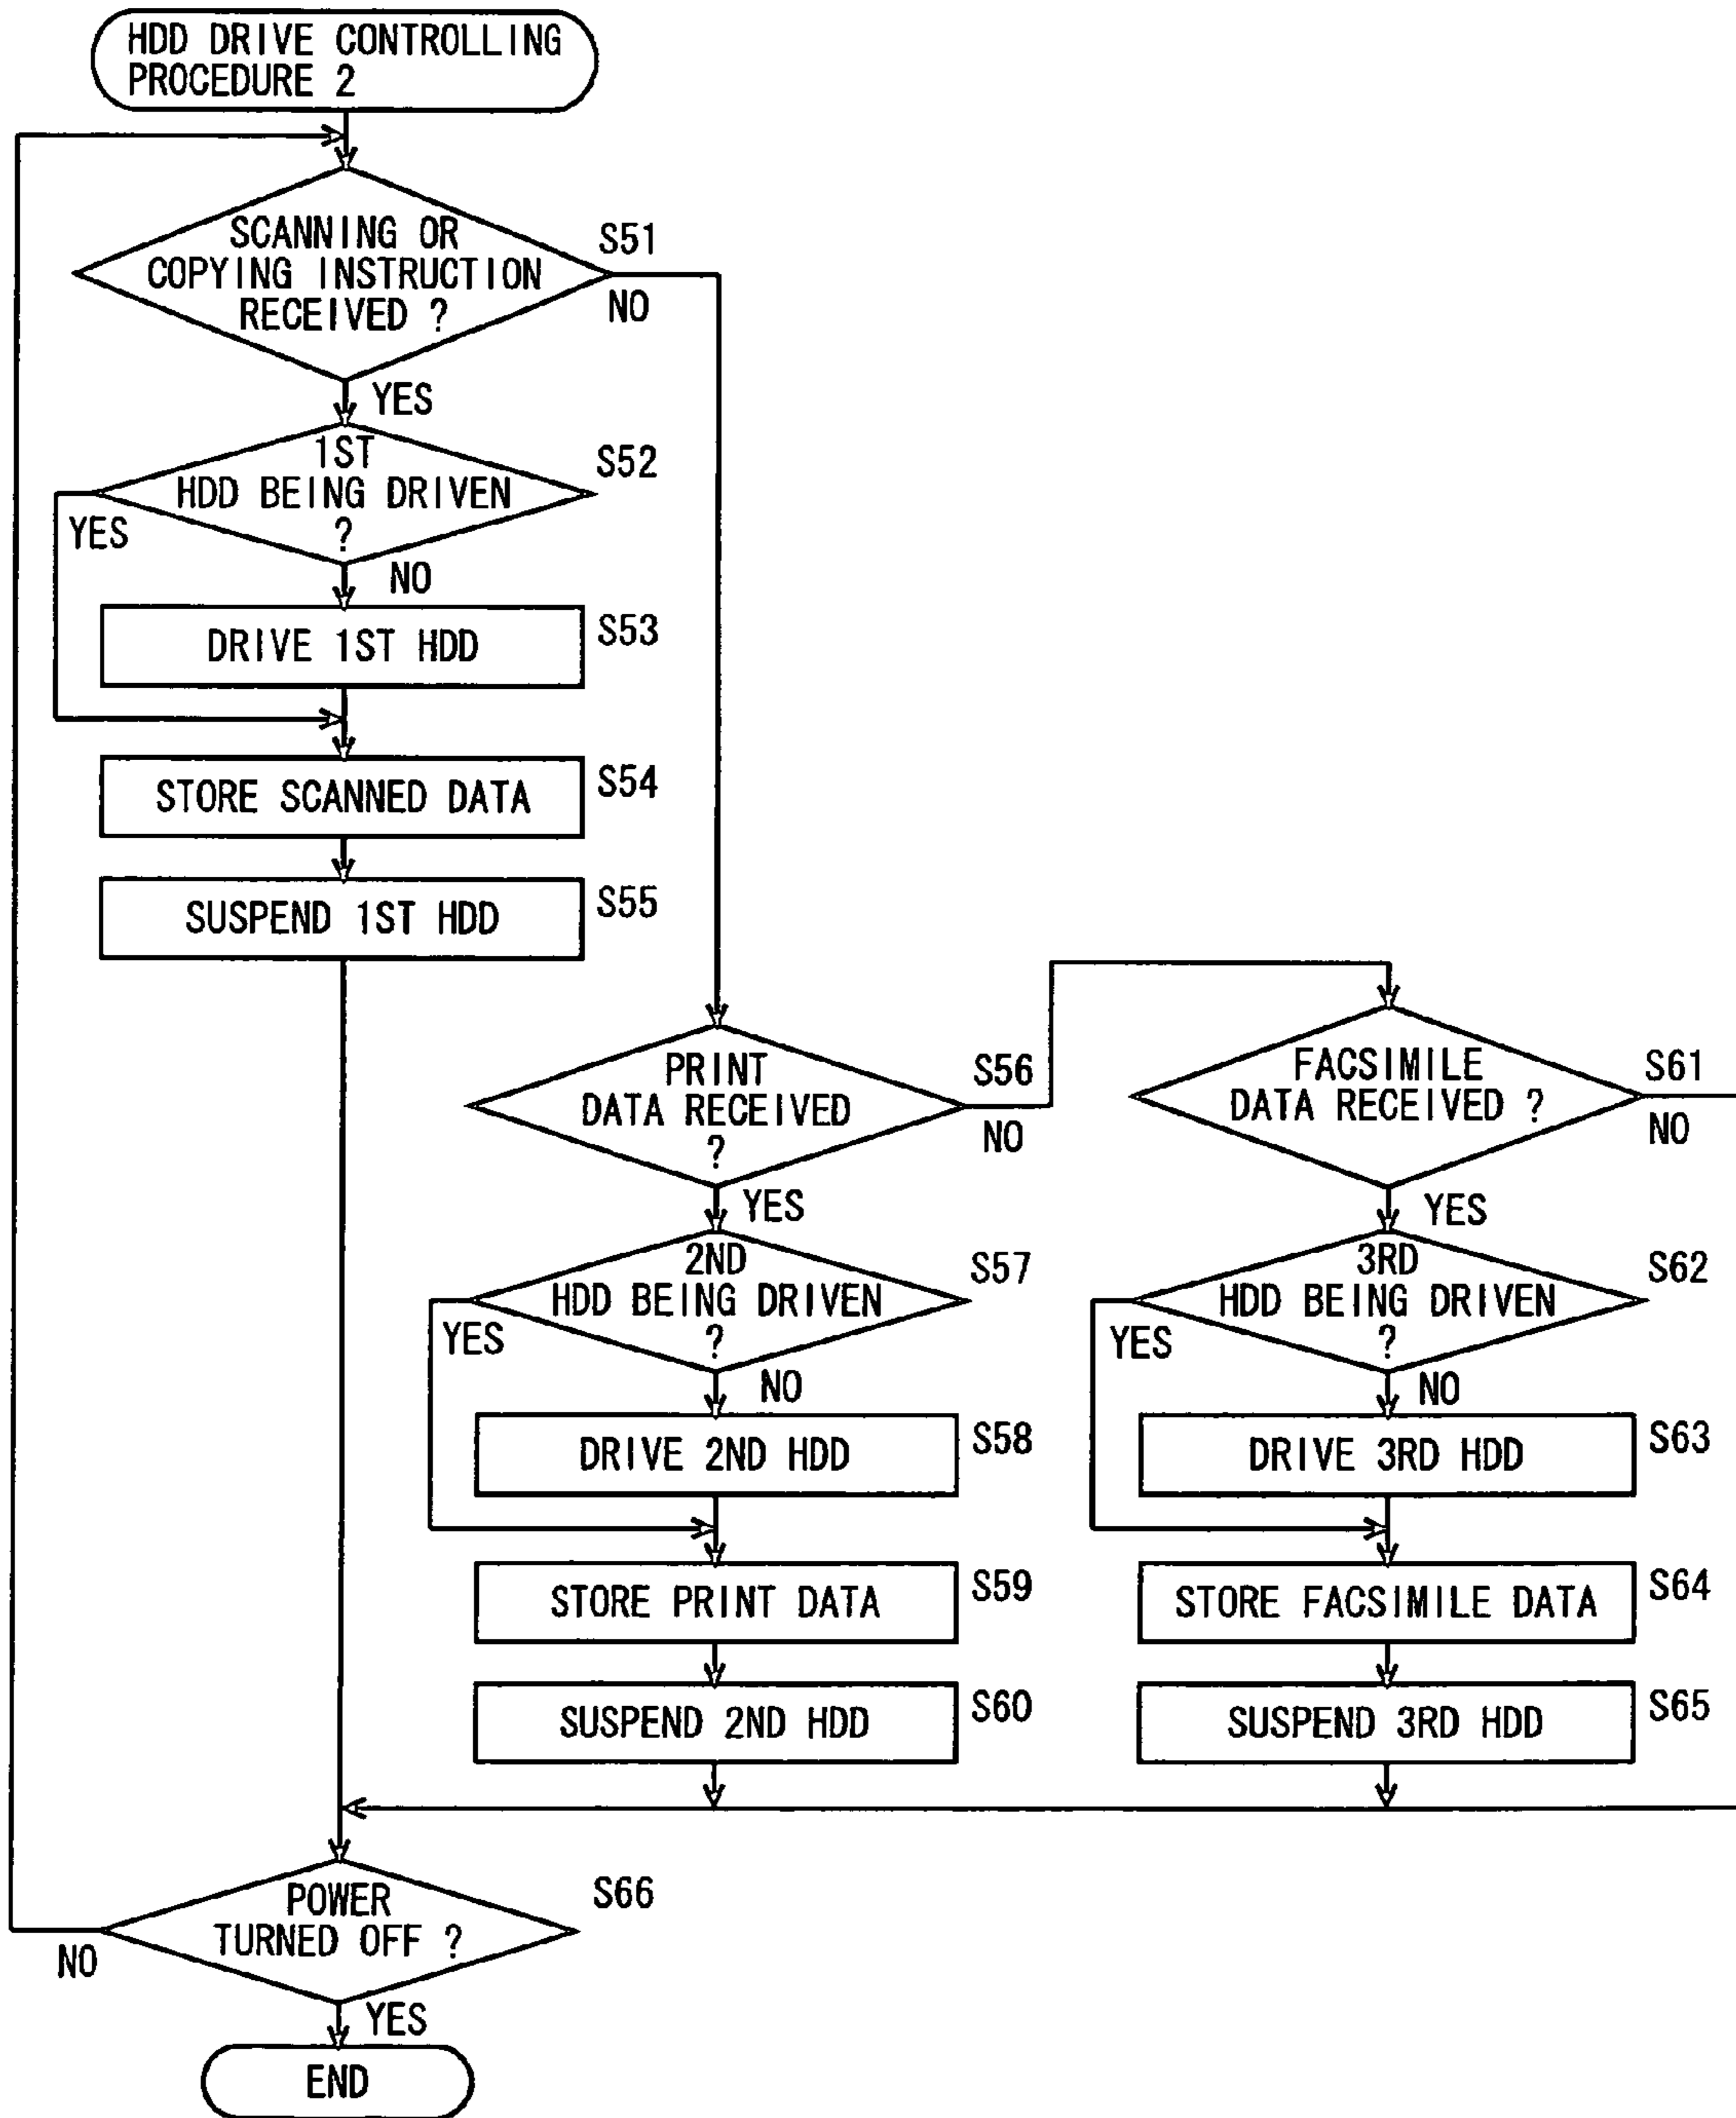 HDD DRIVE CONTROLLING
PROCEDURE 2
SCANNING OR
COPYING INSTRUCTION
RECEIVED ?
S51
NO
YES
1ST
HDD BEING DRIVEN
?
S52
YES
NO
DRIVE 1ST HDD
S53
STORE SCANNED DATA
S54
SUSPEND 1ST HDD
S55
PRINT
DATA RECEIVED
?
S56
NO
YES
2ND
HDD BEING DRIVEN
?
S57
YES
NO
DRIVE 2ND HDD
S58
STORE PRINT DATA
S59
SUSPEND 2ND HDD
S60
FACSIMILE
DATA RECEIVED ?
S61
NO
YES
3RD
HDD BEING DRIVEN
?
S62
YES
NO
DRIVE 3RD HDD
S63
STORE FACSIMILE DATA
S64
SUSPEND 3RD HDD
S65
POWER
TURNED OFF ?
S66
NO
YES
END